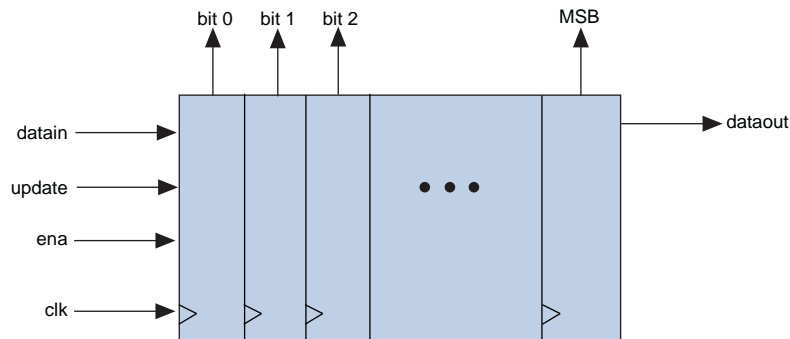 bit 0 bit 1 bit 2 MSB
datain
dataout
update
ena
clk